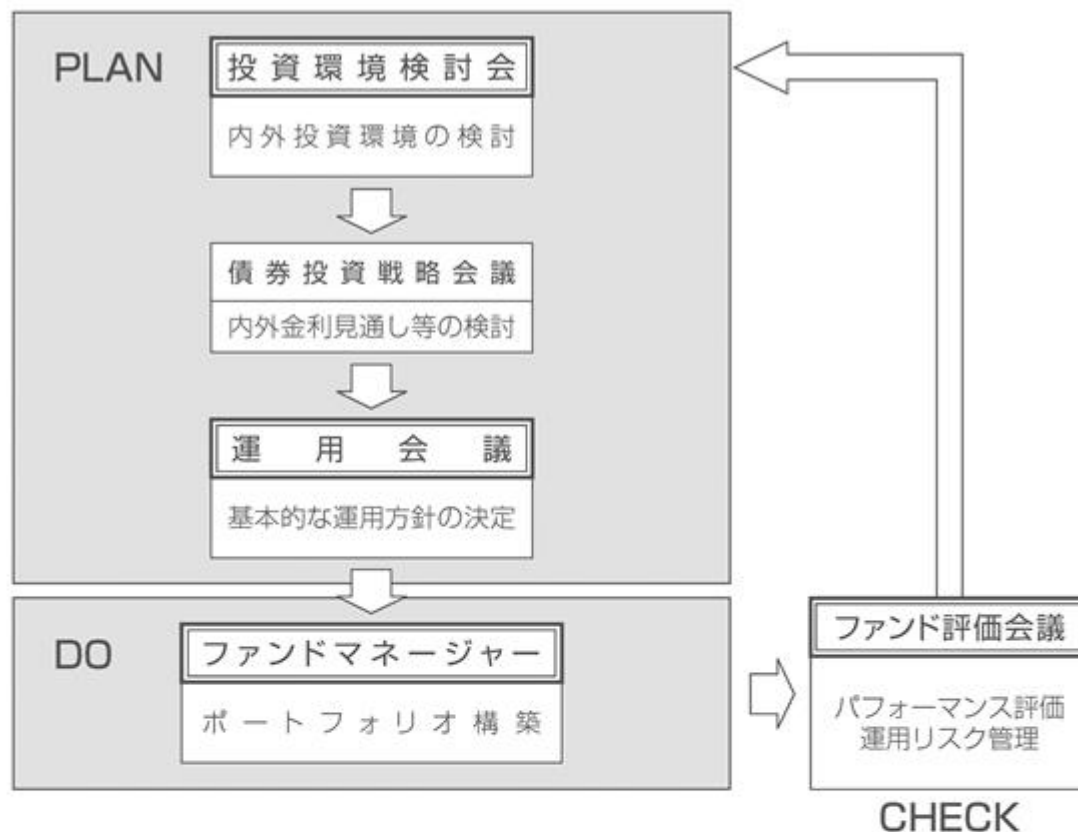 PLAN
投資環境検討会
内外投資環境の検討
債券投資戦略会議
内外金利見通し等の検討
運用会議
基本的な運用方針の決定
DO
ファンドマネージャー
ポートフォリオ構築
ファンド評価会議
パフォーマンス評価
運用リスク管理
CHECK